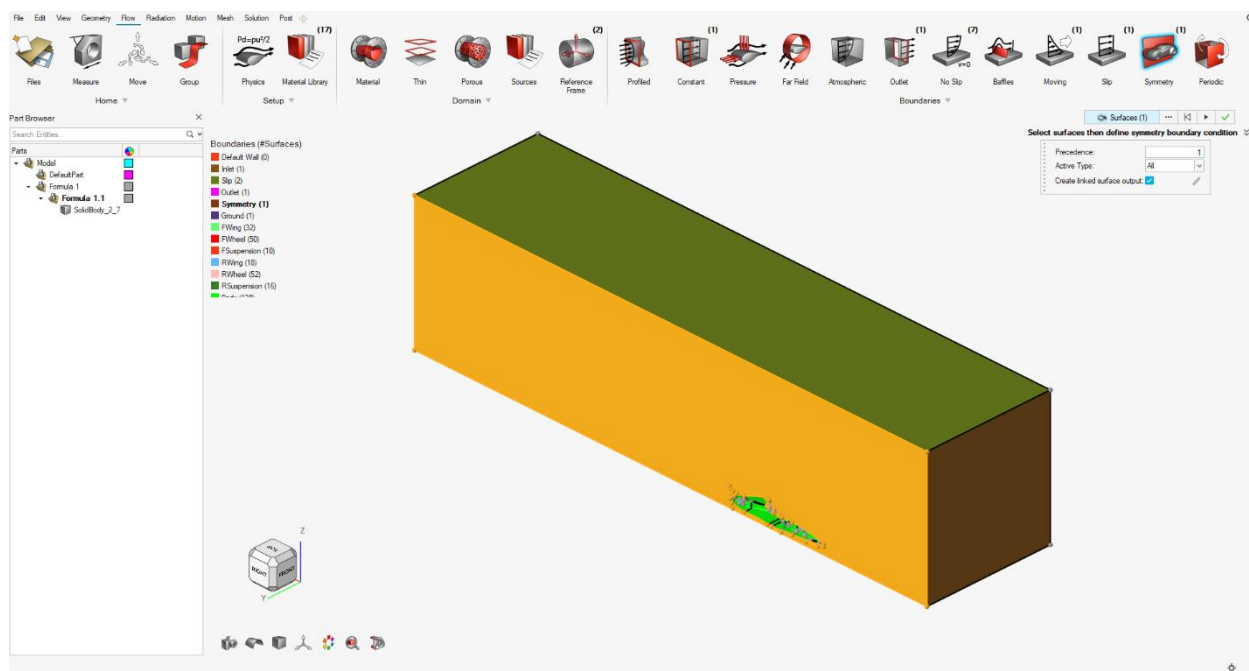 File Edit View Geometry Flow Radiation Motion Mesh Solution Post
(17) (2) (1) (1) (7) (1) (1)
Pd=ρu²/2 v=0
Files Measure Move Group Physics Material Library Material Thin Porous Sources Reference Frame Profiled Constant Pressure Far Field Atmospheric Outlet No Slip Baffles Moving Slip Symmetry Periodic
Home Setup Domain Boundaries
Part Browser
Search Entities...
Parts
Model
DefaultPart
Formula 1
Formula 1.1
SolidBody_2_7
Boundaries (#Surfaces)
Default Wall (0)
Inlet (1)
Slip (2)
Outlet (1)
Symmetry (1)
Ground (1)
FWing (32)
FWheel (50)
FSuspension (10)
RWing (18)
RWheel (52)
RSuspension (16)
Surfaces (1)
Select surfaces then define symmetry boundary condition
Precedence: 1
Active Type: All
Create linked surface output:
Z
RIGHT FRONT
Y